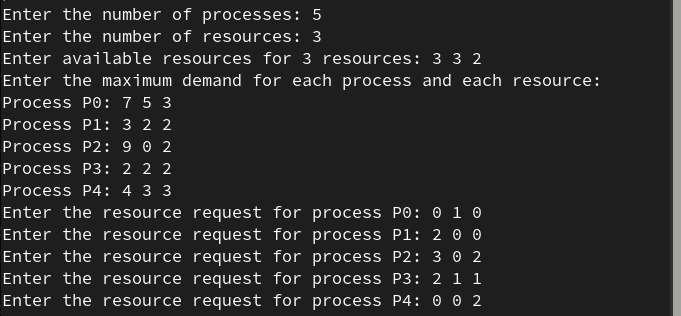 Enter the number of processes: 5
Enter the number of resources: 3
Enter available resources for 3 resources: 3 3 2
Enter the maximum demand for each process and each resource:
Process P0: 7 5 3
Process P1: 3 2 2
Process P2: 9 0 2
Process P3: 2 2 2
Process P4: 4 3 3
Enter the resource request for process P0: 0 1 0
Enter the resource request for process P1: 2 0 0
Enter the resource request for process P2: 3 0 2
Enter the resource request for process P3: 2 1 1
Enter the resource request for process P4: 0 0 2